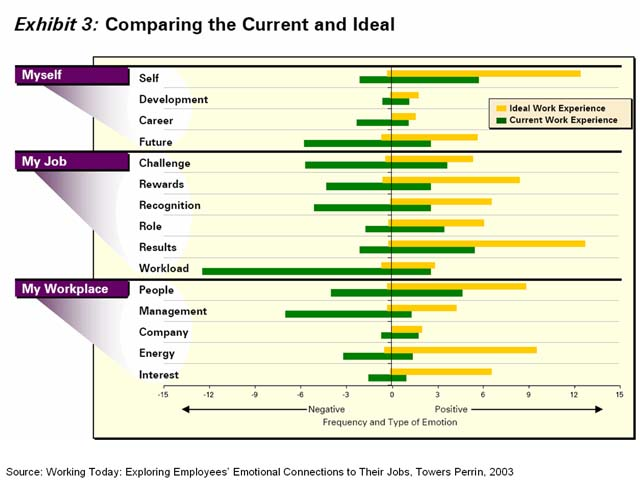 Exhibit 3: Comparing the Current and Ideal
Myself
Self
Development
Career
Future
Ideal Work Experience
Current Work Experience
My Job
Challenge
Rewards
Recognition
Role
Results
Workload
My Workplace
People
Management
Company
Energy
Interest
-15 -12 -9 -6 -3 0 3 6 9 12 15
Negative Positive
Frequency and Type of Emotion
Source: Working Today: Exploring Employees' Emotional Connections to Their Jobs, Towers Perrin, 2003